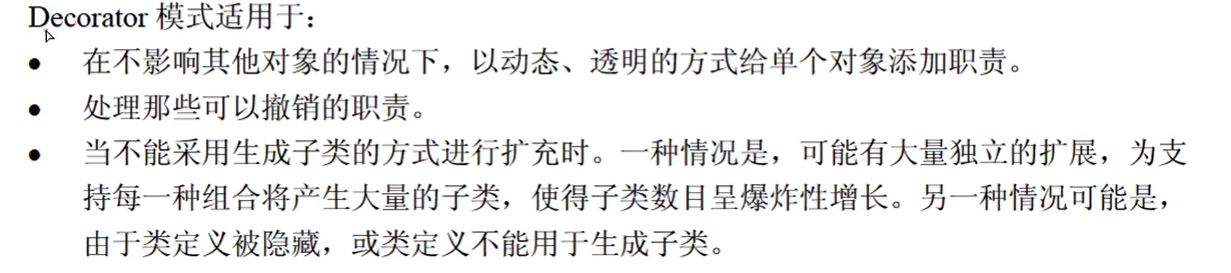 Decorator 模式适用于：
● 在不影响其他对象的情况下，以动态、透明的方式给单个对象添加职责。
● 处理那些可以撤销的职责。
● 当不能采用生成子类的方式进行扩充时。一种情况是，可能有大量独立的扩展，为支
持每一种组合将产生大量的子类，使得子类数目呈爆炸性增长。另一种情况可能是，
由于类定义被隐藏，或类定义不能用于生成子类。